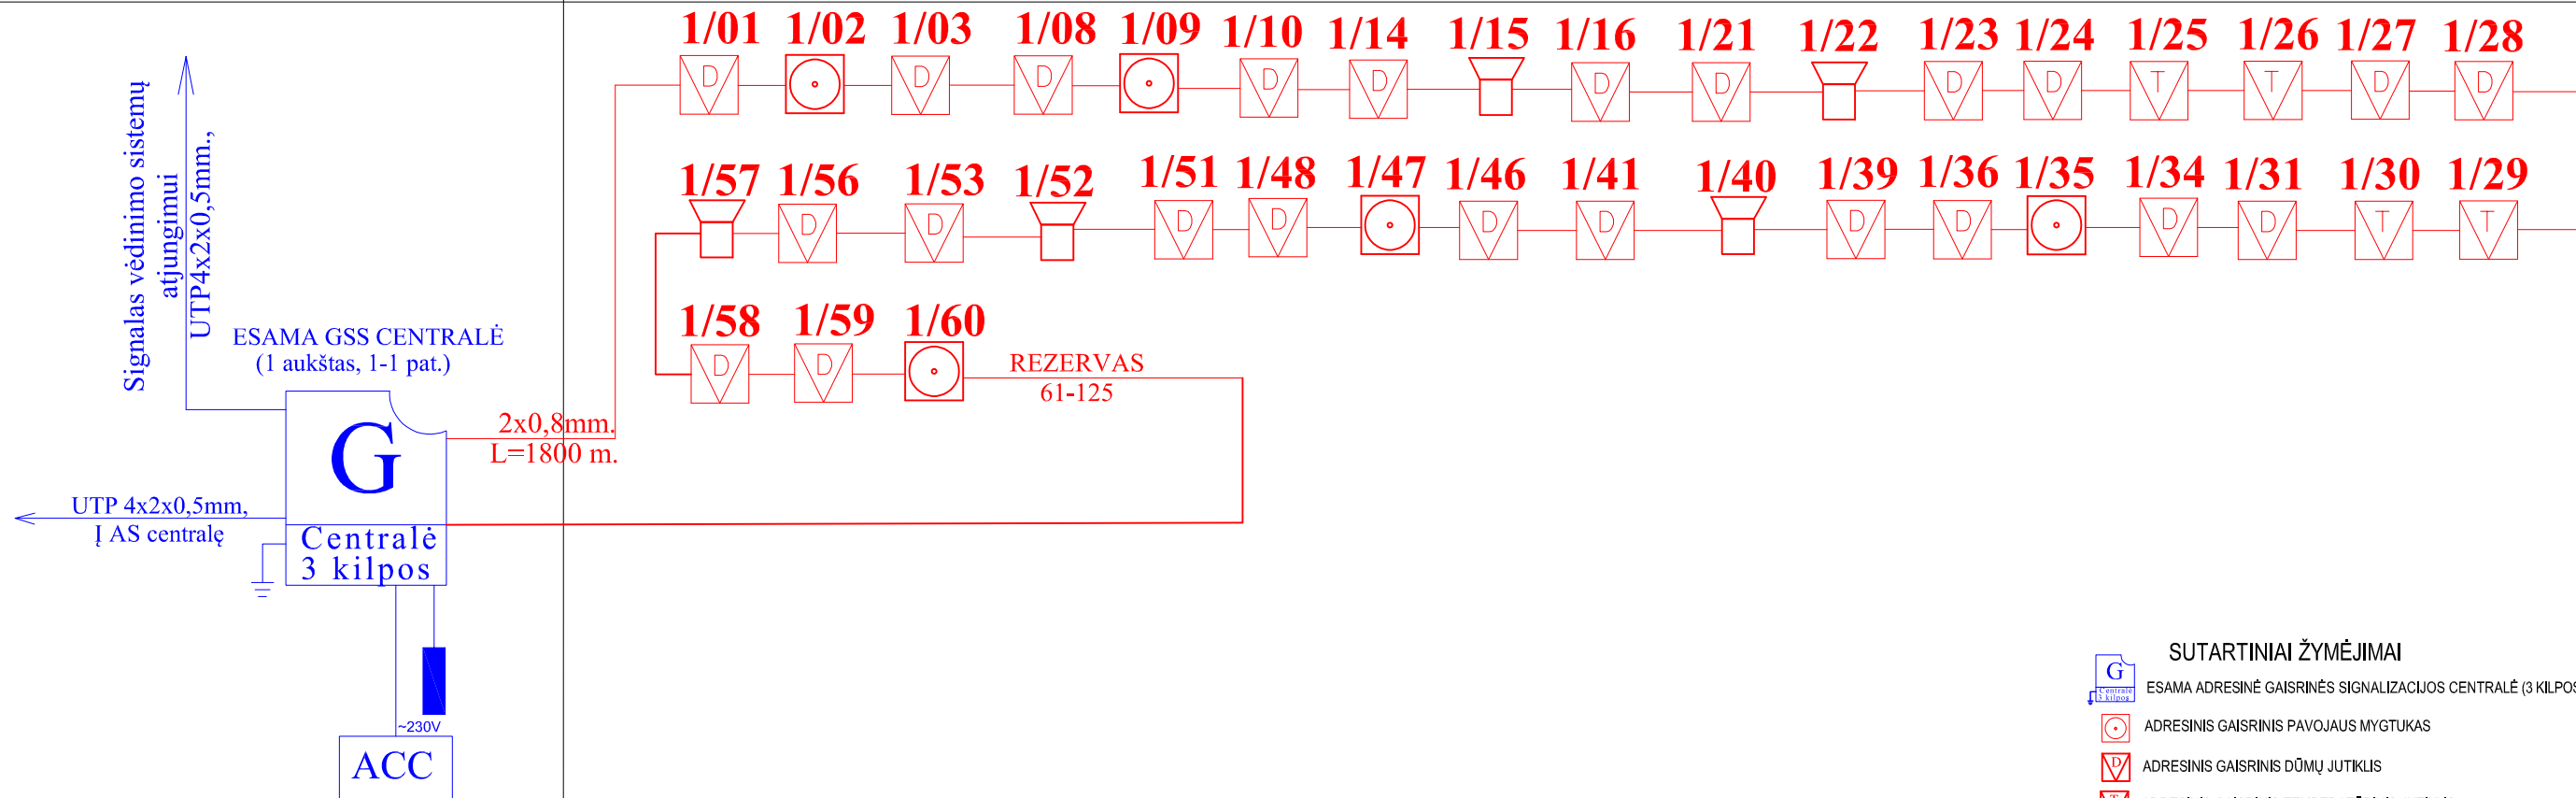 1/01 1/02 1/03 1/08 1/09 1/10 1/14 1/15 1/16 1/21 1/22 1/23 1/24 1/25 1/26 1/27 1/28
D D D D D D D D D T T D D
1/57 1/56 1/53 1/52 1/51 1/48 1/47 1/46 1/41 1/40 1/39 1/36 1/35 1/34 1/31 1/30 1/29
D D D D D D D D D D T T
1/58 1/59 1/60
D D
REZERVAS
61-125
Signalas vėdinimo sistemų
atjungimui
UTP4x2x0,5mm.,
ESAMA GSS CENTRALĖ
(1 aukštas, 1-1 pat.)
G
Centralė
3 kilpos
2x0,8mm.
L=1800 m.
UTP 4x2x0,5mm,
Į AS centralę
~230V
ACC
SUTARTINIAI ŽYMĖJIMAI
G
Centralė
3 kilpos
ESAMA ADRESINĖ GAISRINĖS SIGNALIZACIJOS CENTRALĖ (3 KILPOS
ADRESINIS GAISRINIS PAVOJAUS MYGTUKAS
D
ADRESINIS GAISRINIS DŪMŲ JUTIKLIS